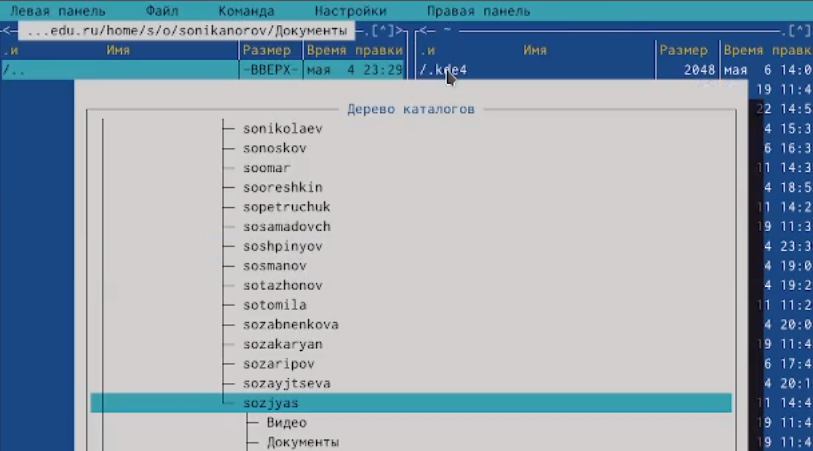 Левая панель Файл Команда Настройки Правая панель
<— ...edu.ru/home/s/o/sonikanorov/Документы —.[^]> <— ~ —.[^]
.и Имя Размер Время правки .и Имя Размер Время правк
/.. -ВВЕРХ- мая 4 23:29 /.kde4 2048 мая 6 14:0
19 11:4
Дерево каталогов 22 14:5
sonikolaev 4 15:3
sonoskov 6 16:3
soomar 11 14:3
sooreshkin 4 18:5
sopetruchuk 11 14:2
sosamadovch 19 11:3
soshpinyov 4 23:3
sosmanov 4 19:0
sotazhonov 4 19:2
sotomila 11 11:2
sozabnenkova 4 20:0
sozakaryan 19 11:4
sozaripov 6 17:4
sozayjtseva 4 20:1
sozjyas 11 14:4
Видео 19 11:4
Документы 19 11:4